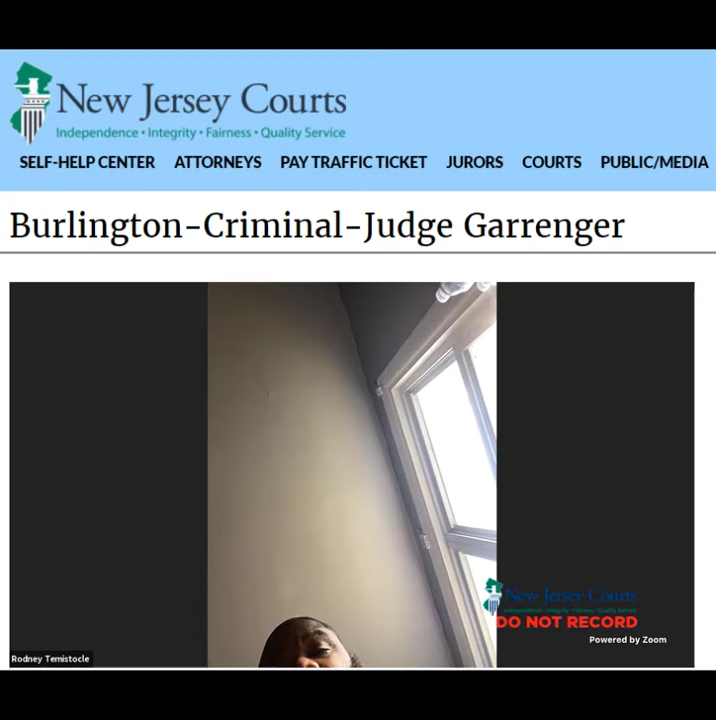 New Jersey Courts
Independence • Integrity • Fairness • Quality Service
SELF-HELP CENTER ATTORNEYS PAY TRAFFIC TICKET JURORS COURTS PUBLIC/MEDIA
Burlington-Criminal-Judge Garrenger
New Jersey Courts
Independence • Integrity • Fairness • Quality Service
DO NOT RECORD
Powered by Zoom
Rodney Temistocle